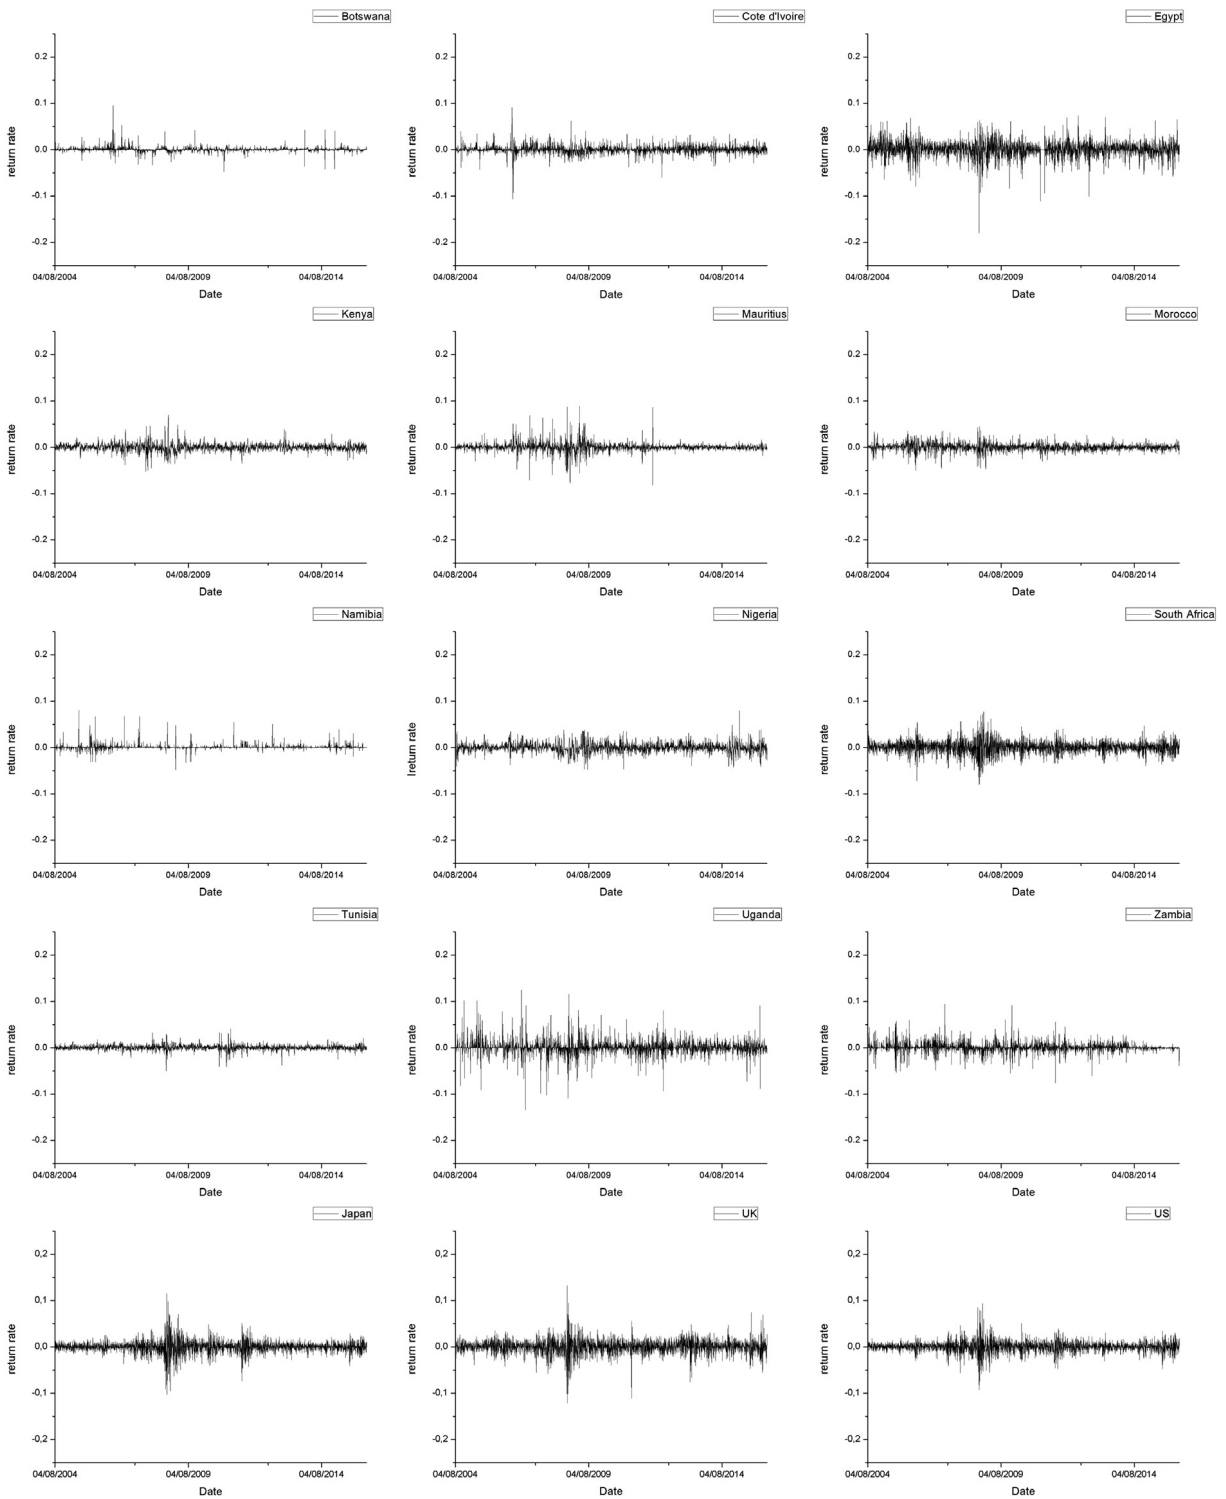 Botswana
Cote d'Ivoire
Egypt
return rate
0.2
0.1
0.0
-0.1
-0.2
04/08/2004
04/08/2009
04/08/2014
Date
return rate
0.2
0.1
0.0
-0.1
-0.2
04/08/2004
04/08/2009
04/08/2014
Date
return rate
0.2
0.1
0.0
-0.1
-0.2
04/08/2004
04/08/2009
04/08/2014
Date
Kenya
Mauritius
Morocco
return rate
0.2
0.1
0.0
-0.1
-0.2
04/08/2004
04/08/2009
04/08/2014
Date
return rate
0.2
0.1
0.0
-0.1
-0.2
04/08/2004
04/08/2009
04/08/2014
Date
return rate
0.2
0.1
0.0
-0.1
-0.2
04/08/2004
04/08/2009
04/08/2014
Date
Namibia
Nigeria
South Africa
return rate
0.2
0.1
0.0
-0.1
-0.2
04/08/2004
04/08/2009
04/08/2014
Date
lreturn rate
0.2
0.1
0.0
-0.1
-0.2
04/08/2004
04/08/2009
04/08/2014
Date
return rate
0.2
0.1
0.0
-0.1
-0.2
04/08/2004
04/08/2009
04/08/2014
Date
Tunisia
Uganda
Zambia
return rate
0.2
0.1
0.0
-0.1
-0.2
04/08/2004
04/08/2009
04/08/2014
Date
return rate
0.2
0.1
0.0
-0.1
-0.2
04/08/2004
04/08/2009
04/08/2014
Date
return rate
0.2
0.1
0.0
-0.1
-0.2
04/08/2004
04/08/2009
04/08/2014
Date
Japan
UK
US
return rate
0,2
0,1
0,0
-0,1
-0,2
04/08/2004
04/08/2009
04/08/2014
Date
return rate
0,2
0,1
0,0
-0,1
-0,2
04/08/2004
04/08/2009
04/08/2014
Date
return rate
0,2
0,1
0,0
-0,1
-0,2
04/08/2004
04/08/2009
04/08/2014
Date